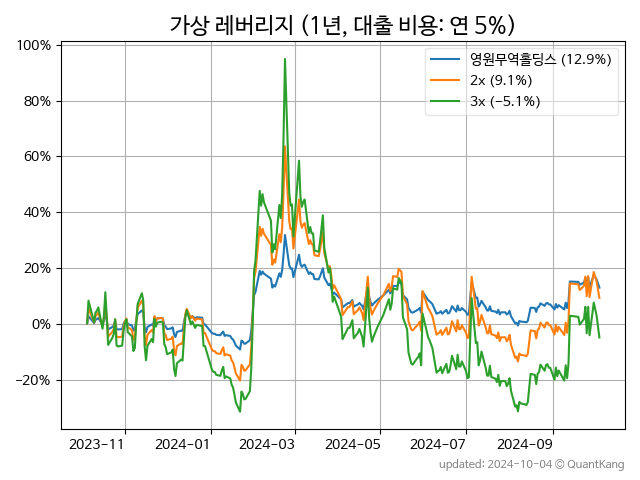 가상 레버리지 (1년, 대출 비용: 연 5%)
영원무역홀딩스 (12.9%)
2x (9.1%)
3x (−5.1%)
100%
80%
60%
40%
20%
0%
−20%
2023−11
2024−01
2024−03
2024−05
2024−07
2024−09
updated: 2024-10-04 © QuantKang